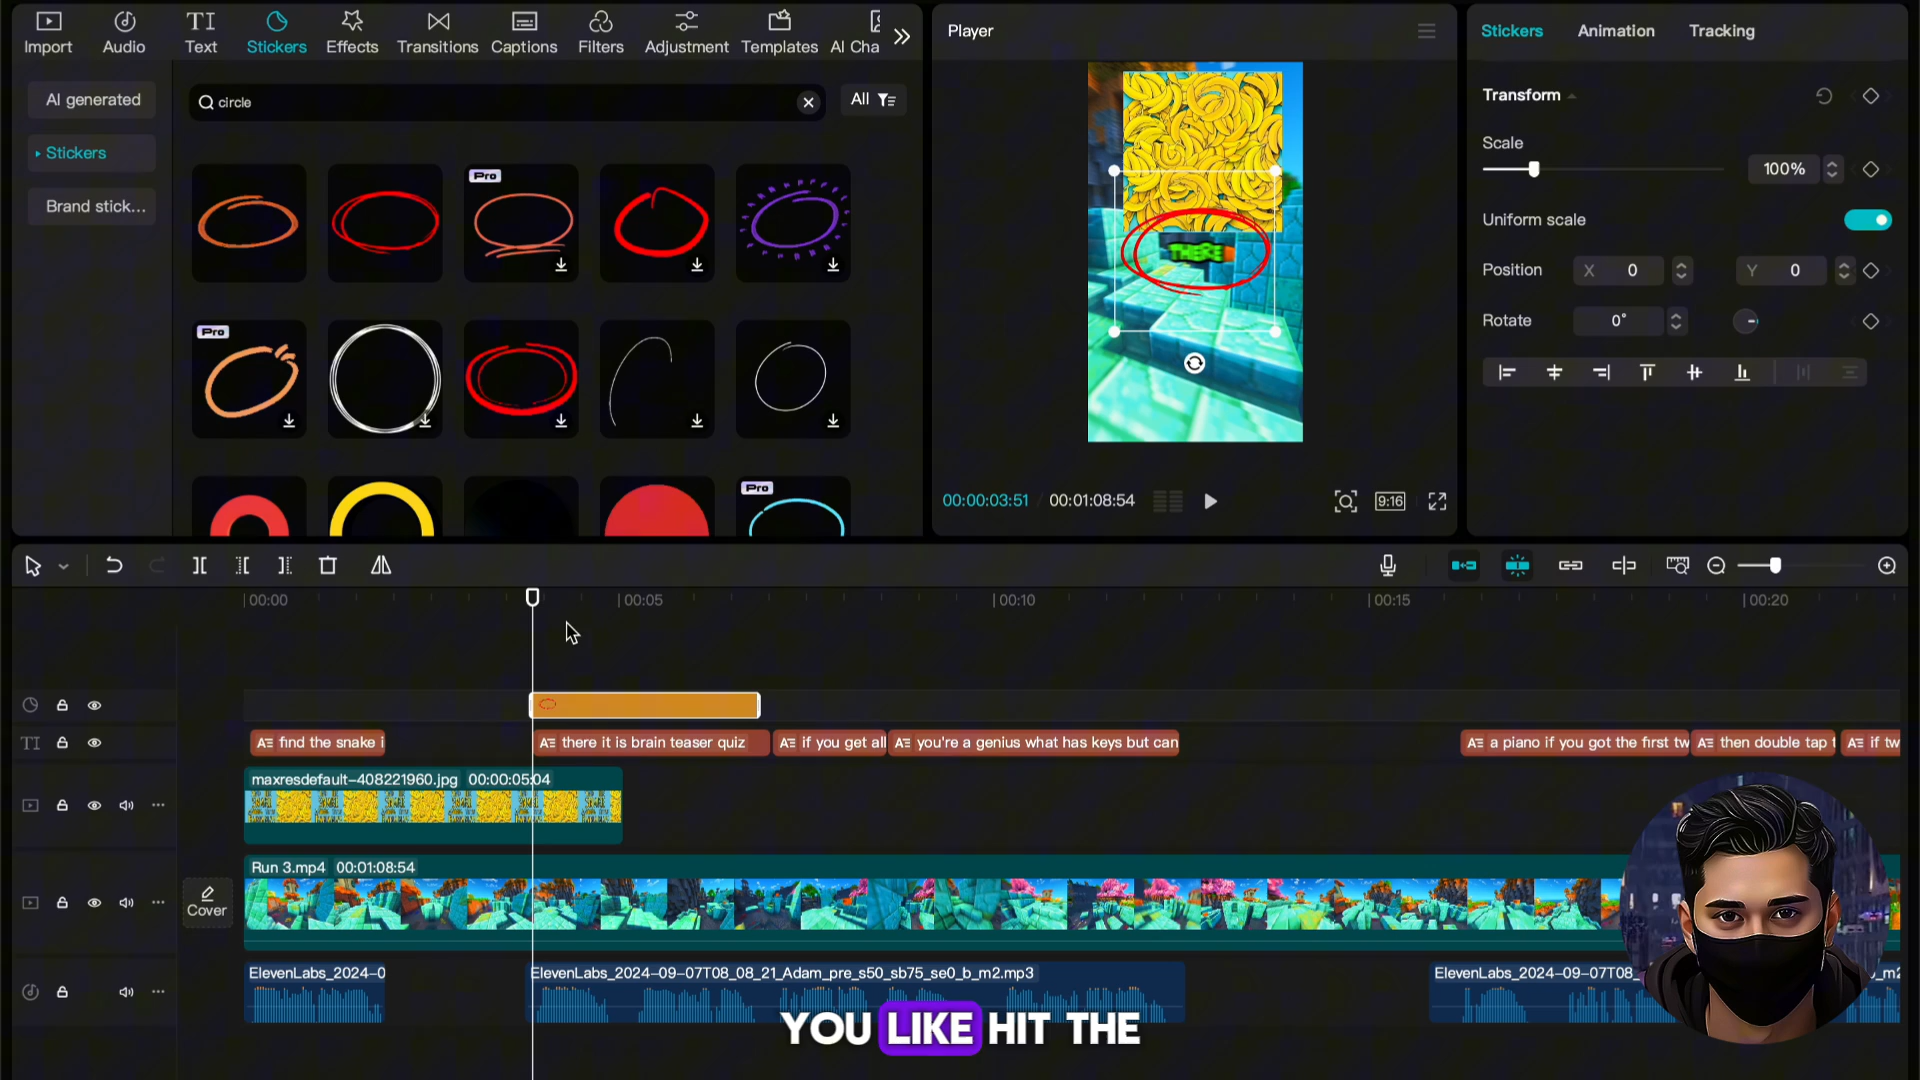 Import Audio Text Stickers Effects Transitions Captions Filters Adjustment Templates AI Cha
AI generated
Stickers
Brand stick...
circle
All
Pro
Pro
Pro
Player
THERE
00:00:03:51 00:01:08:54
9:16
Stickers Animation Tracking
Transform
Scale
100%
Uniform scale
Position X 0 Y 0
Rotate 0°
00:00 00:05 00:10 00:15 00:20
find the snake i
there it is brain teaser quiz
if you get all
you're a genius what has keys but can
a piano if you got the first tw
then double tap t
if tw
maxresdefault-408221960.jpg 00:00:05:04
Run 3.mp4 00:01:08:54
Cover
ElevenLabs_2024-0
ElevenLabs_2024-09-07T08_08_21_Adam_pre_s50_sb75_se0_b_m2.mp3
ElevenLabs_2024-09-07T08_
YOU LIKE HIT THE